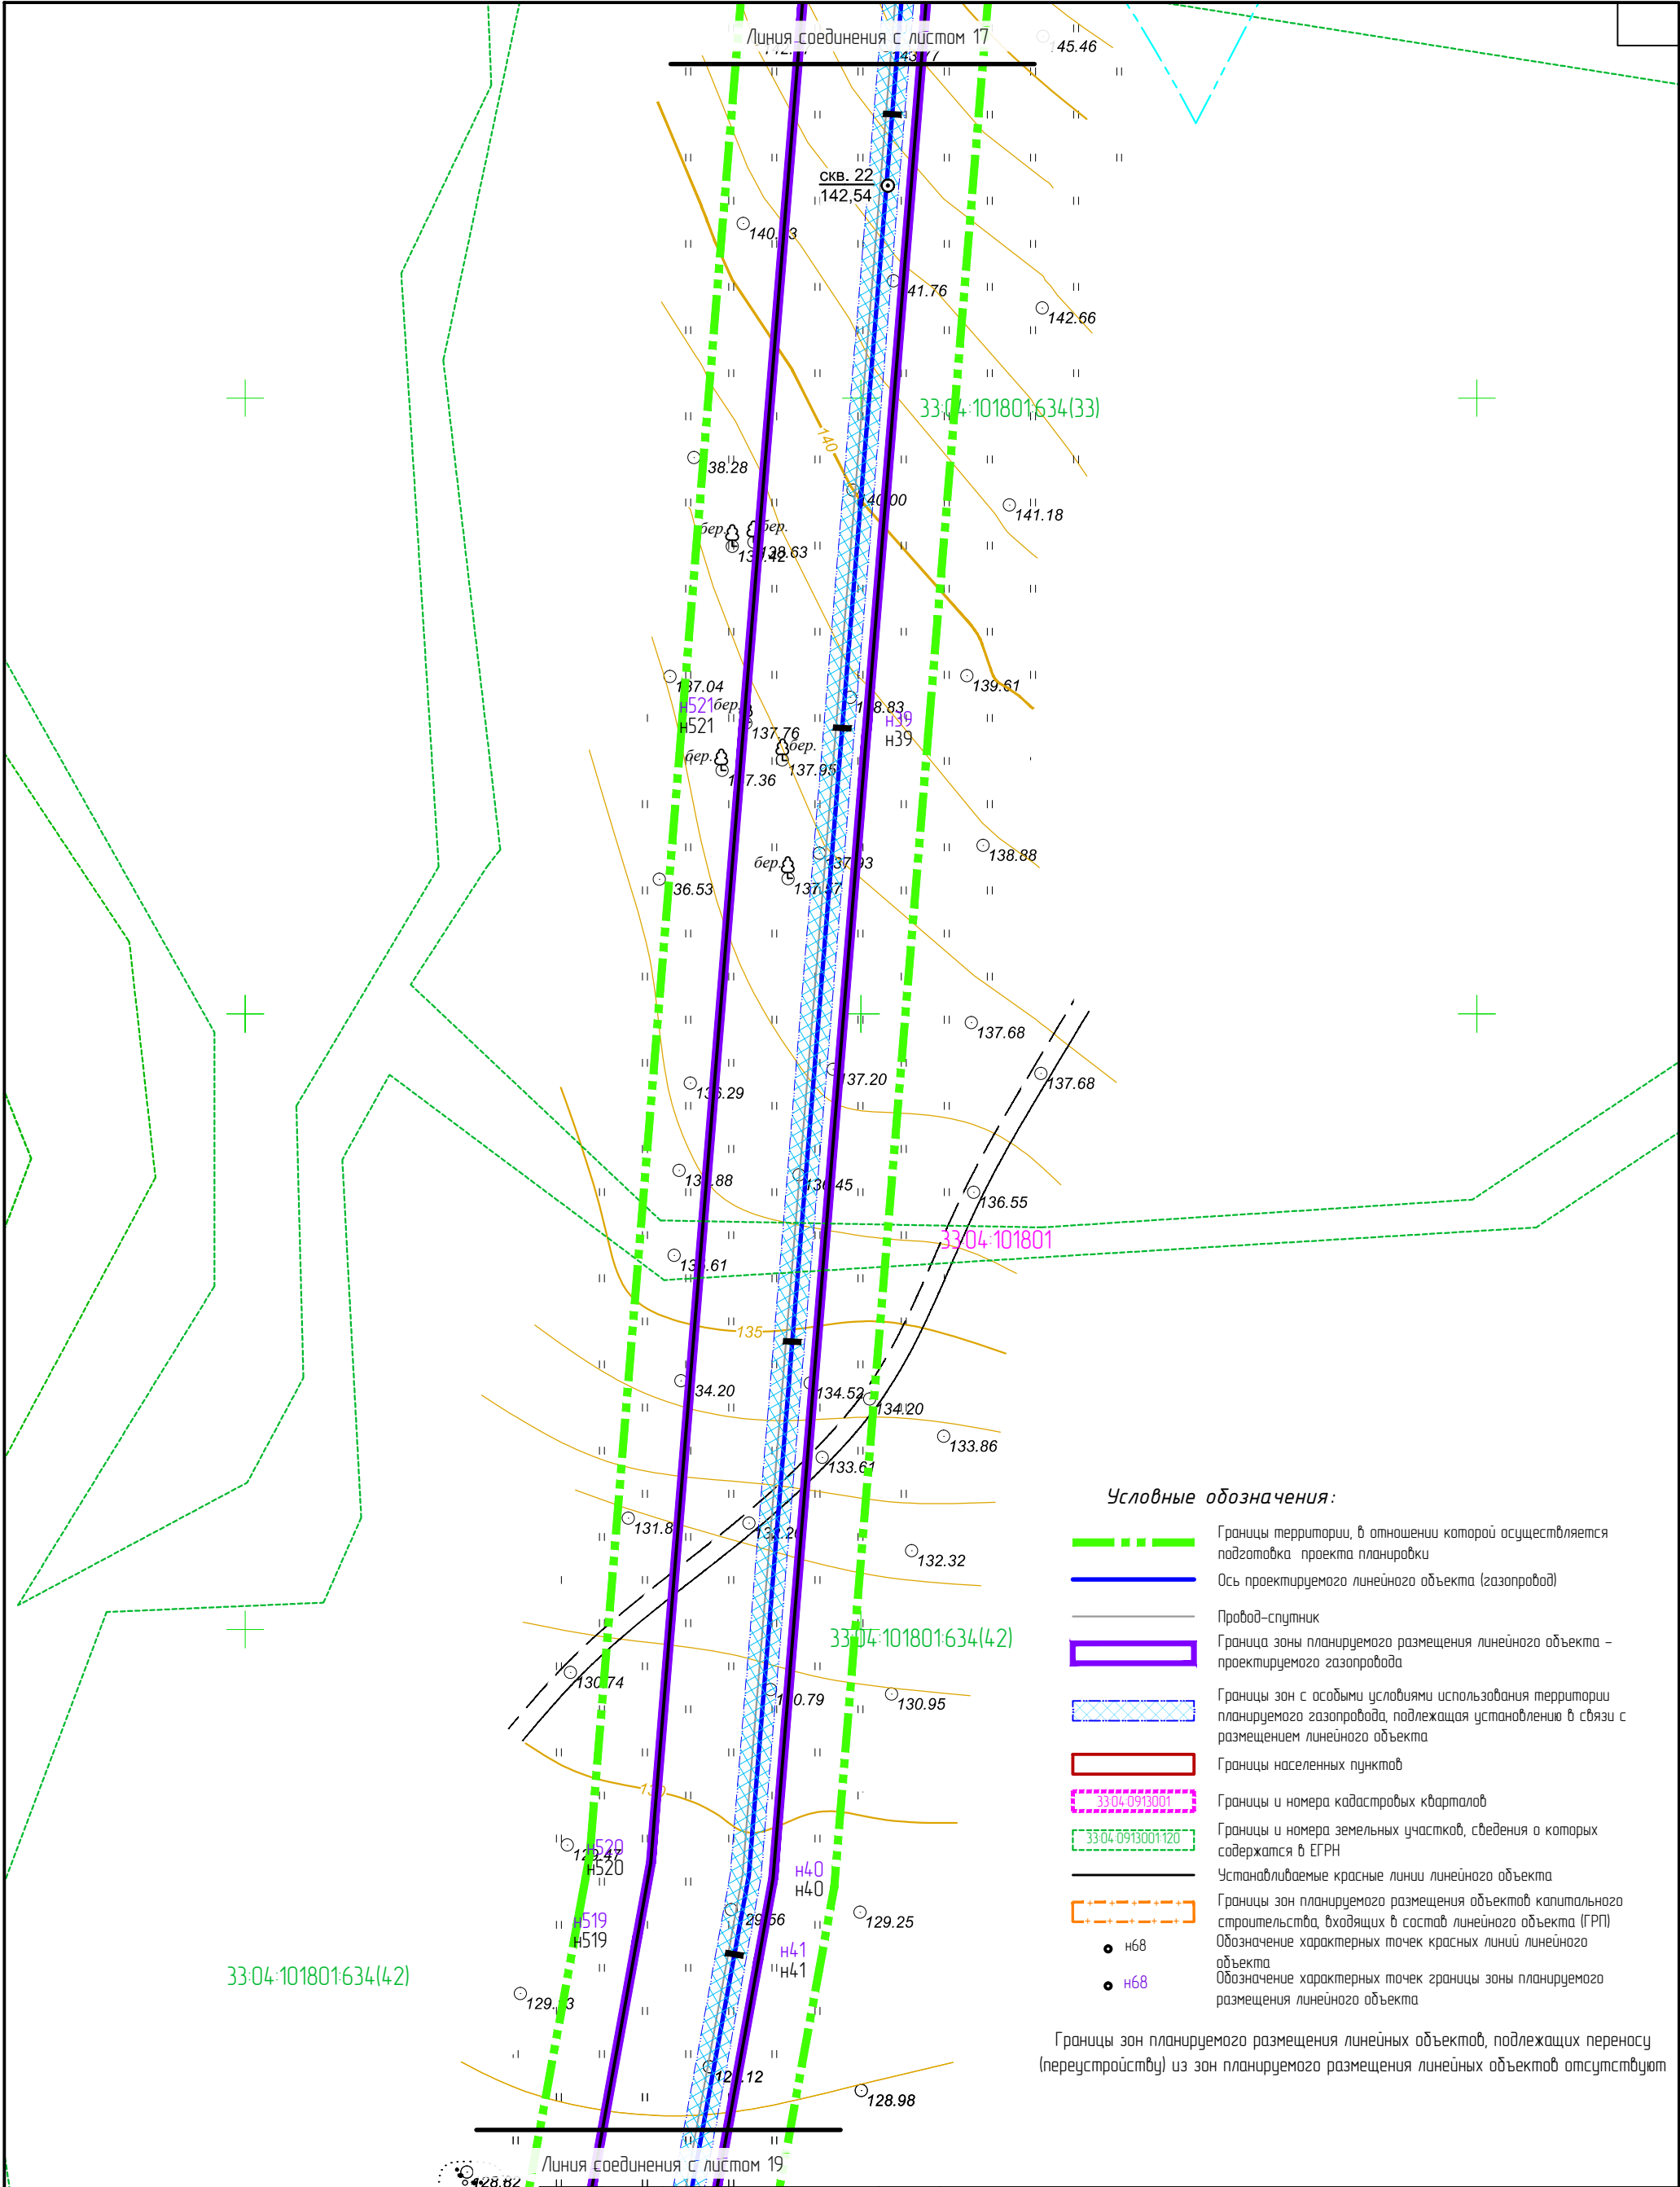 Линия соединения с листом 17
145.46
скв. 22
142,54
41.76
142.66
33:04:101801:634(33)
140
38.28
140.00
141.18
бер.
бер.
138.63
137.04
139.61
н521
бер.
н521
137.76
н39
н39
бер.
бер.
137.95
137.36
138.88
бер.
137.93
36.53
137.68
137.20
137.68
136.29
136.45
136.55
33:04:101801
135.61
135
134.20
134.52
134.20
133.86
133.61
131.8
132.32
33:04:101801:634(42)
130.74
130.79
130.95
130
н520
129.47
н520
н40
н40
н519
н519
129.56
129.25
н41
н41
33:04:101801:634(42)
128.98
Линия соединения с листом 19
128.82
Условные обозначения:
Границы территории, в отношении которой осуществляется
подготовка проекта планировки
Ось проектируемого линейного объекта (газопровод)
Провод-спутник
Граница зоны планируемого размещения линейного объекта –
проектируемого газопровода
Границы зон с особыми условиями использования территории
планируемого газопровода, подлежащая установлению в связи с
размещением линейного объекта
Границы населенных пунктов
33:04:0913001
Границы и номера кадастровых кварталов
33:04:0913001:120
Границы и номера земельных участков, сведения о которых
содержатся в ЕГРН
Устанавливаемые красные линии линейного объекта
Границы зон планируемого размещения объектов капитального
строительства, входящих в состав линейного объекта (ГРП)
н68
Обозначение характерных точек красных линий линейного
объекта
н68
Обозначение характерных точек границы зоны планируемого
размещения линейного объекта
Границы зон планируемого размещения линейных объектов, подлежащих переносу
(переустройству) из зон планируемого размещения линейных объектов отсутствуют